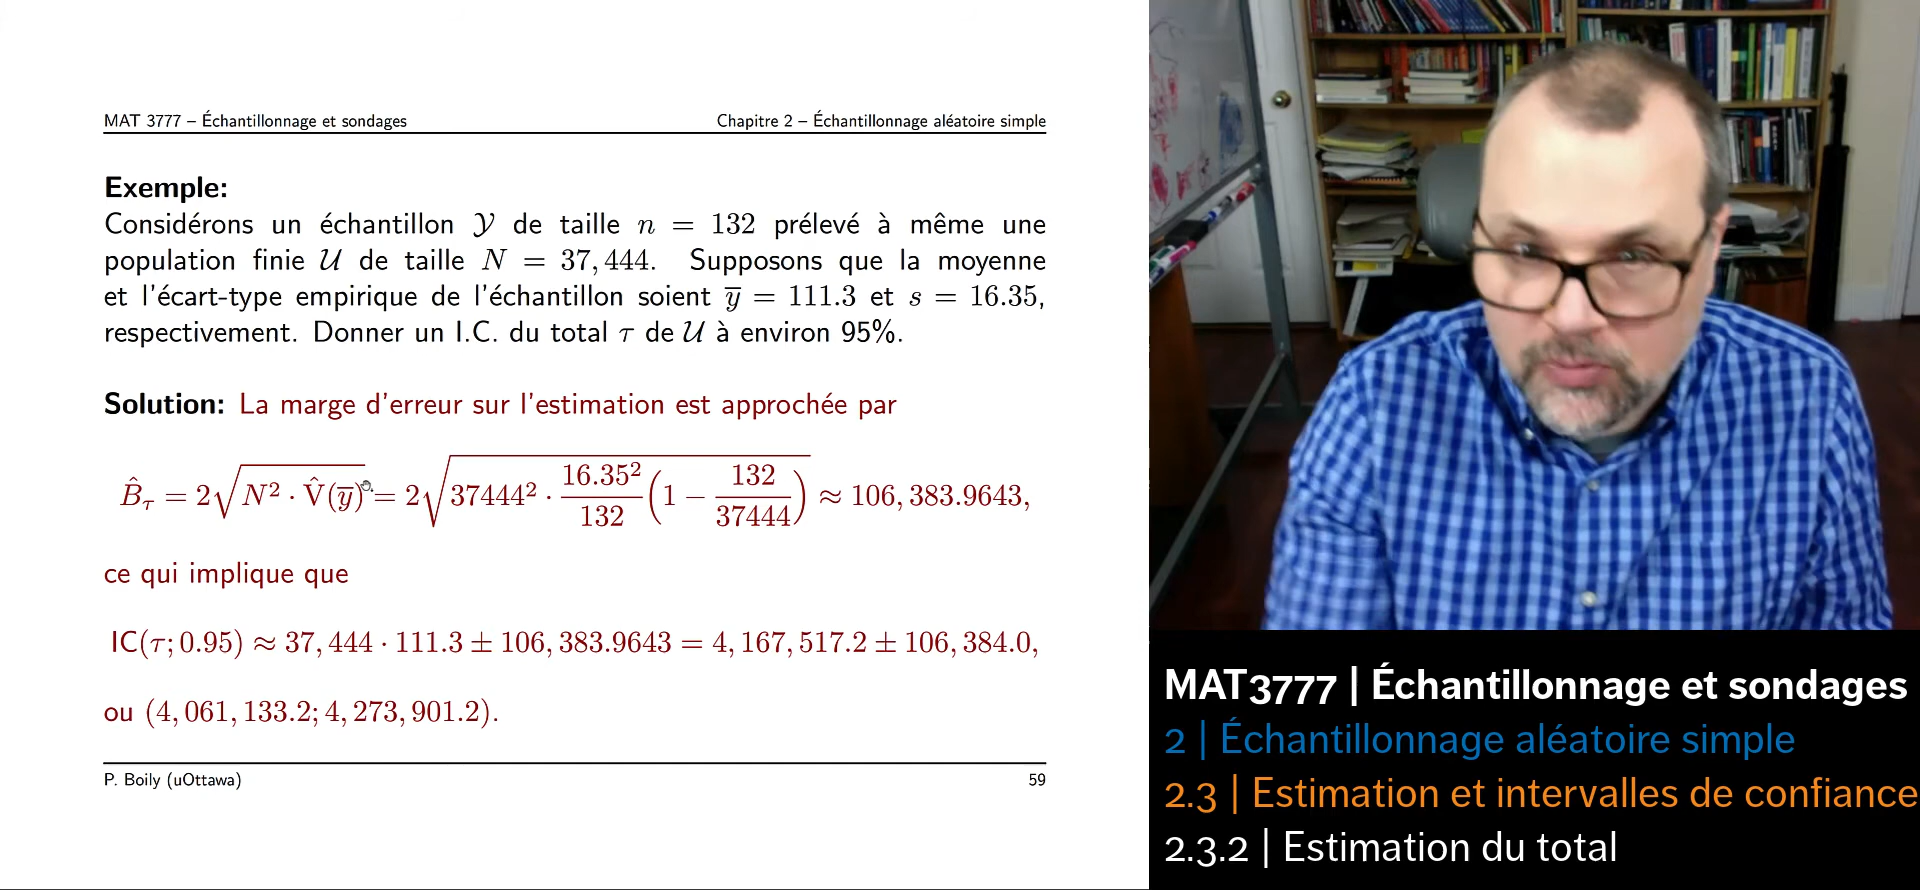 MAT 3777 – Échantillonnage et sondages
Chapitre 2 – Échantillonnage aléatoire simple
Exemple:
Considérons un échantillon 𝒴 de taille n = 132 prélevé à même une
population finie 𝒰 de taille N = 37,444. Supposons que la moyenne
et l'écart-type empirique de l'échantillon soient y̅ = 111.3 et s = 16.35,
respectivement. Donner un I.C. du total τ de 𝒰 à environ 95%.
Solution: La marge d'erreur sur l'estimation est approchée par
B̂_τ = 2√(N² · V̂(y̅)) = 2√(37444² · 16.35²/132 (1 − 132/37444)) ≈ 106,383.9643,
ce qui implique que
IC(τ; 0.95) ≈ 37,444 · 111.3 ± 106,383.9643 = 4,167,517.2 ± 106,384.0,
ou (4,061,133.2; 4,273,901.2).
P. Boily (uOttawa)
59
MAT3777 | Échantillonnage et sondages
2 | Échantillonnage aléatoire simple
2.3 | Estimation et intervalles de confiance
2.3.2 | Estimation du total